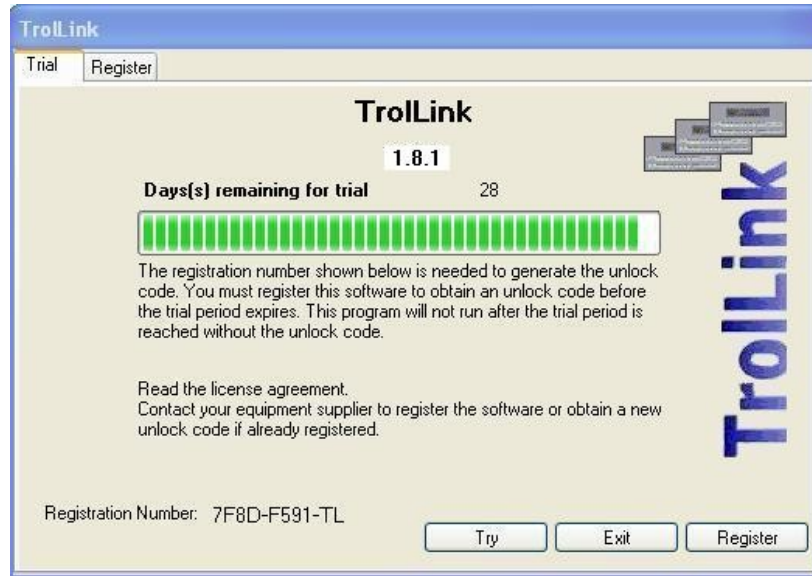 TrolLink
Trial Register
TrolLink
1.8.1
Days(s) remaining for trial 28
The registration number shown below is needed to generate the unlock
code. You must register this software to obtain an unlock code before
the trial period expires. This program will not run after the trial period is
reached without the unlock code.
Read the license agreement.
Contact your equipment supplier to register the software or obtain a new
unlock code if already registered.
Registration Number: 7F8D-F591-TL
Try Exit Register
TrolLink